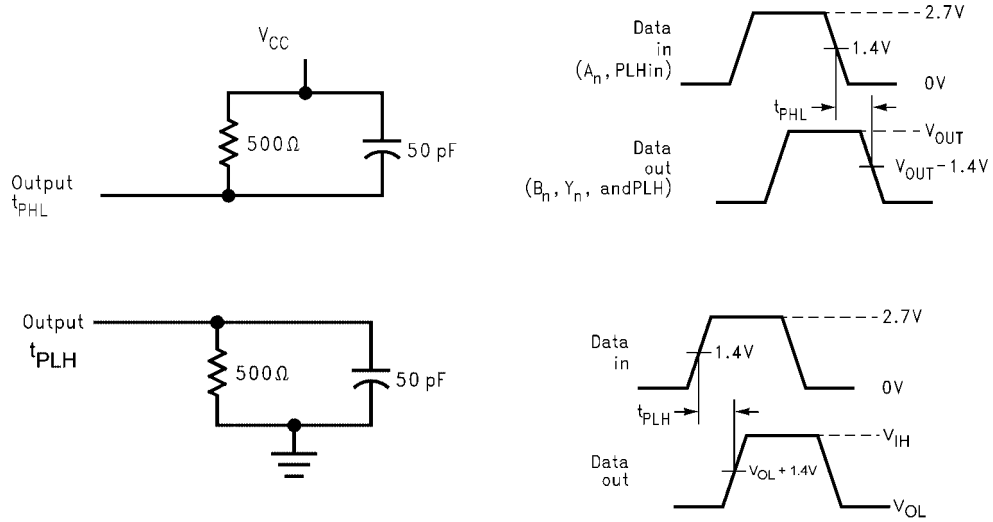 V_CC
500Ω
50 pF
Output
t_PHL
Data
in
(A_n, PLHin)
2.7V
1.4V
0V
t_PHL
Data
out
(B_n, Y_n, andPLH)
V_OUT
V_OUT – 1.4V
Output
t_PLH
500Ω
50 pF
Data
in
2.7V
1.4V
0V
t_PLH
Data
out
V_IH
V_OL + 1.4V
V_OL